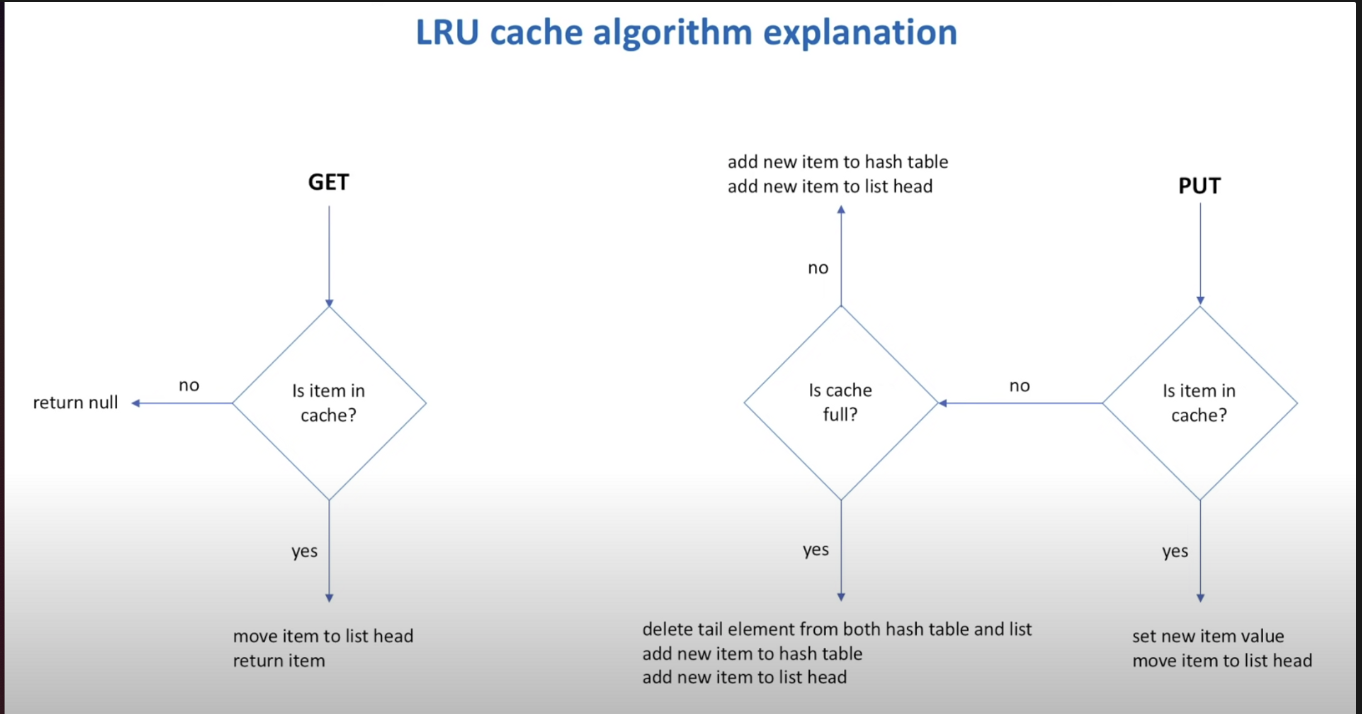 LRU cache algorithm explanation
GET
Is item in
cache?
no
return null
yes
move item to list head
return item
PUT
Is item in
cache?
no
yes
set new item value
move item to list head
Is cache
full?
no
add new item to hash table
add new item to list head
yes
delete tail element from both hash table and list
add new item to hash table
add new item to list head